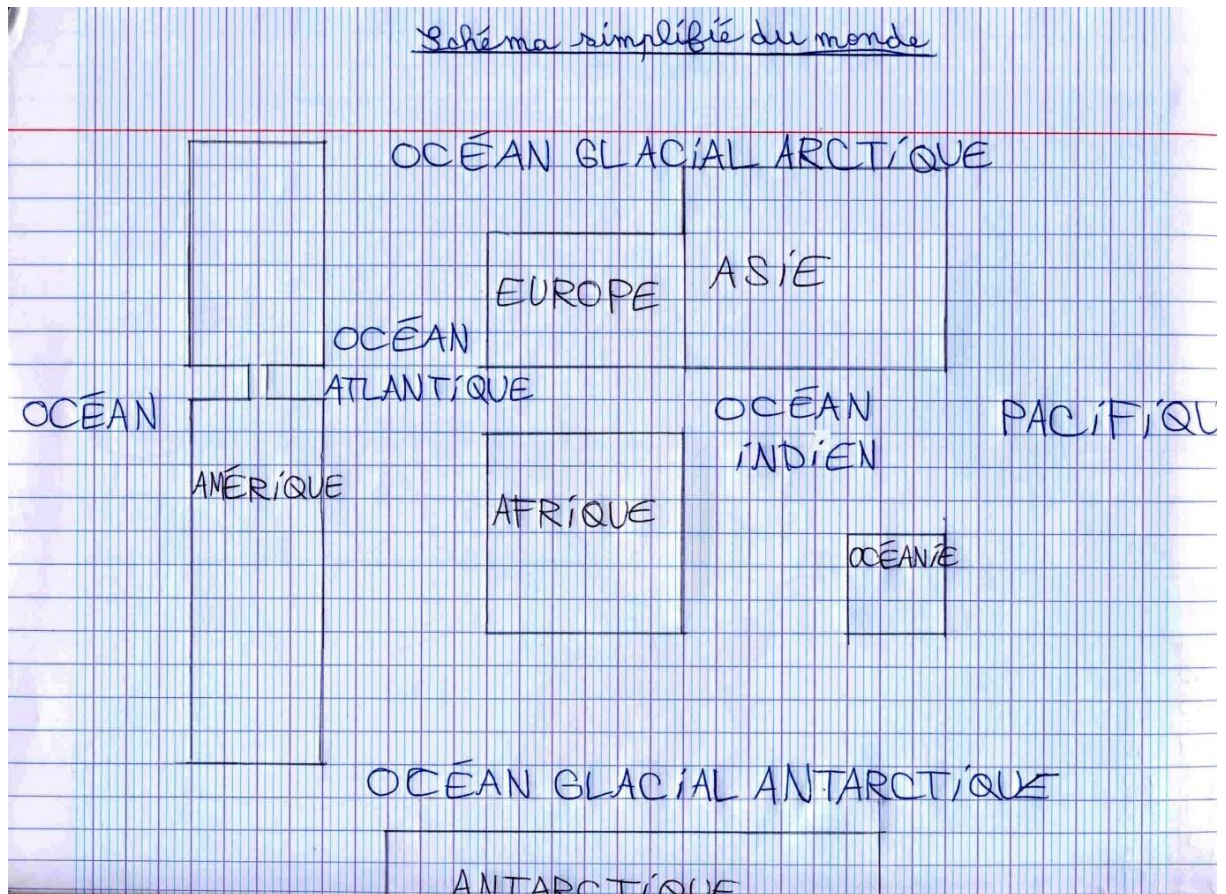 Schéma simplifié du monde
OCÉAN GLACIAL ARCTIQUE
EUROPE
ASIE
OCÉAN
ATLANTIQUE
OCÉAN
PACIFIQU
OCÉAN
INDIEN
AMÉRIQUE
AFRIQUE
OCÉANIE
OCÉAN GLACIAL ANTARCTIQUE
ANTARCTIQUE